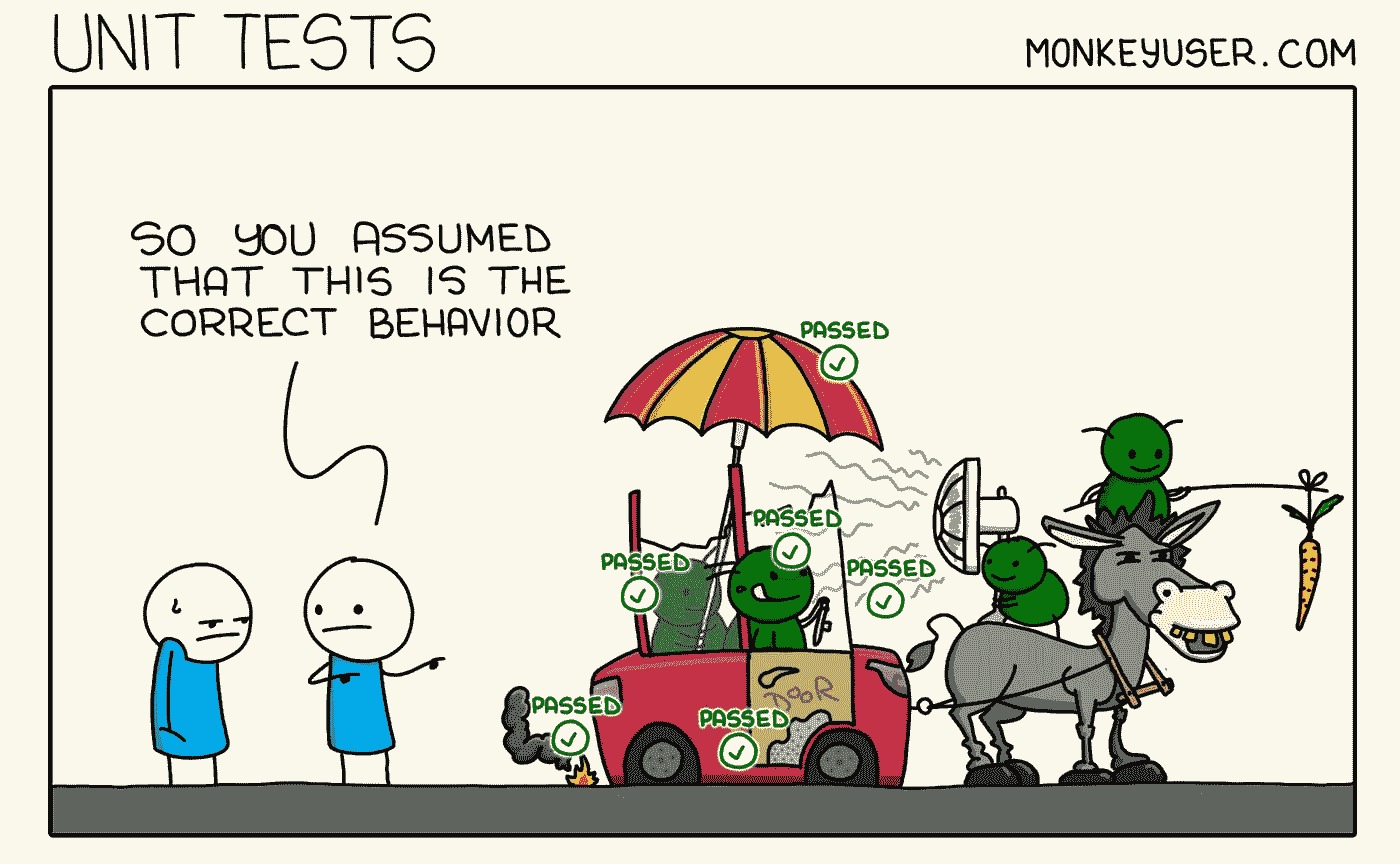 UNIT TESTS
MONKEYUSER.COM
SO YOU ASSUMED
THAT THIS IS THE
CORRECT BEHAVIOR
PASSED
PASSED
PASSED
PASSED
DOOR
PASSED
PASSED